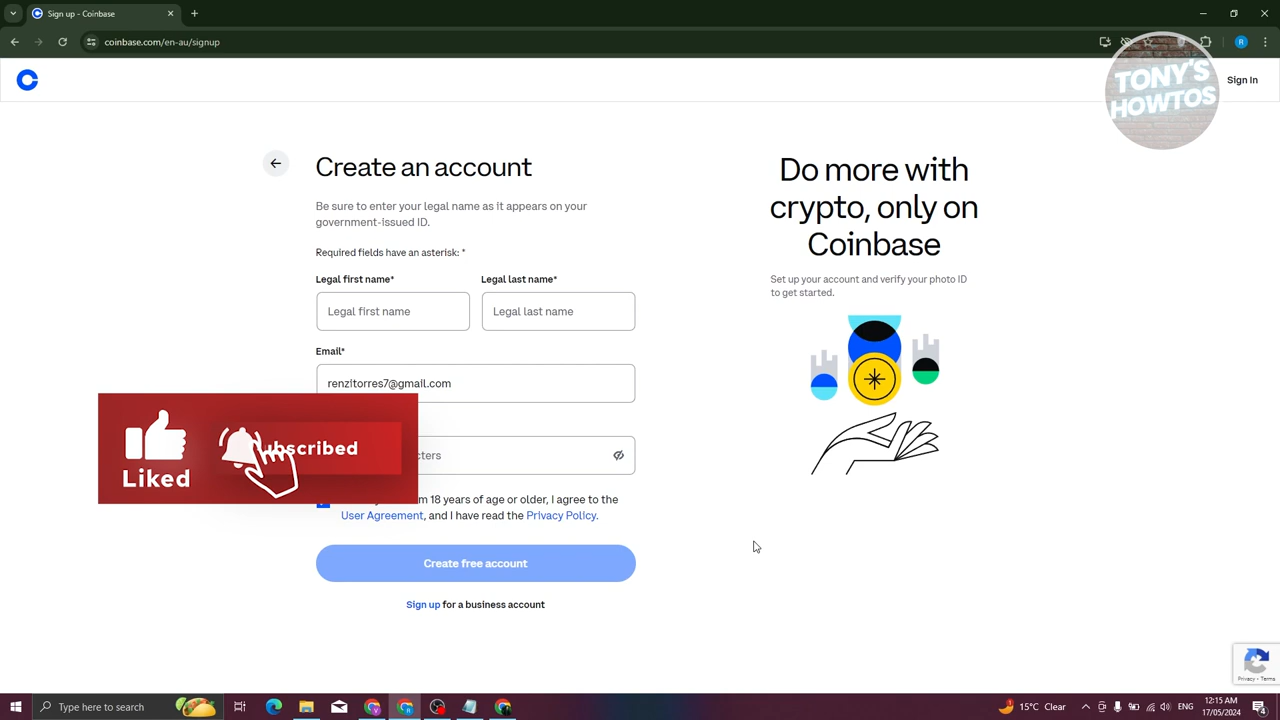 Sign up - Coinbase
coinbase.com/en-au/signup
R
TONY'S
HOWTOS
Sign In
Create an account
Be sure to enter your legal name as it appears on your
government-issued ID.
Required fields have an asterisk: *
Legal first name*
Legal last name*
Legal first name
Legal last name
Email*
renzitorres7@gmail.com
Liked
ubscribed
cters
m 18 years of age or older, I agree to the
User Agreement, and I have read the Privacy Policy.
Create free account
Sign up for a business account
Do more with
crypto, only on
Coinbase
Set up your account and verify your photo ID
to get started.
Privacy - Terms
Type here to search
15°C Clear
12:15 AM
17/05/2024